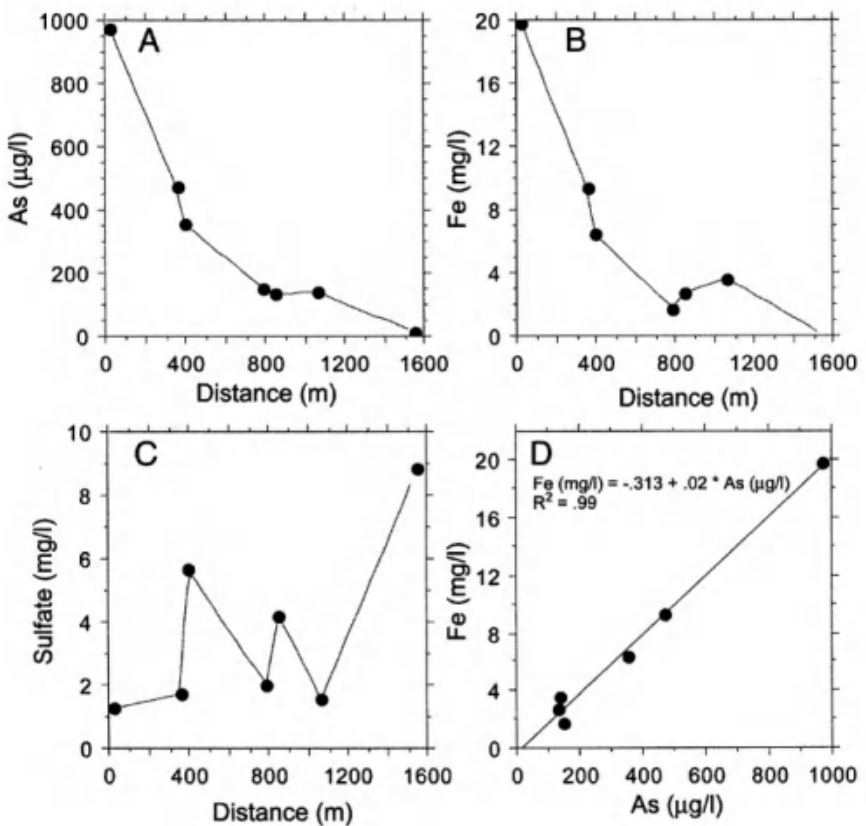 A
1000
800
600
400
200
0
As (µg/l)
0 400 800 1200 1600
Distance (m)
B
20
16
12
8
4
0
Fe (mg/l)
0 400 800 1200 1600
Distance (m)
C
10
8
6
4
2
0
Sulfate (mg/l)
0 400 800 1200 1600
Distance (m)
D
Fe (mg/l) = -.313 + .02 * As (µg/l)
R² = .99
20
16
12
8
4
0
Fe (mg/l)
0 200 400 600 800 1000
As (µg/l)